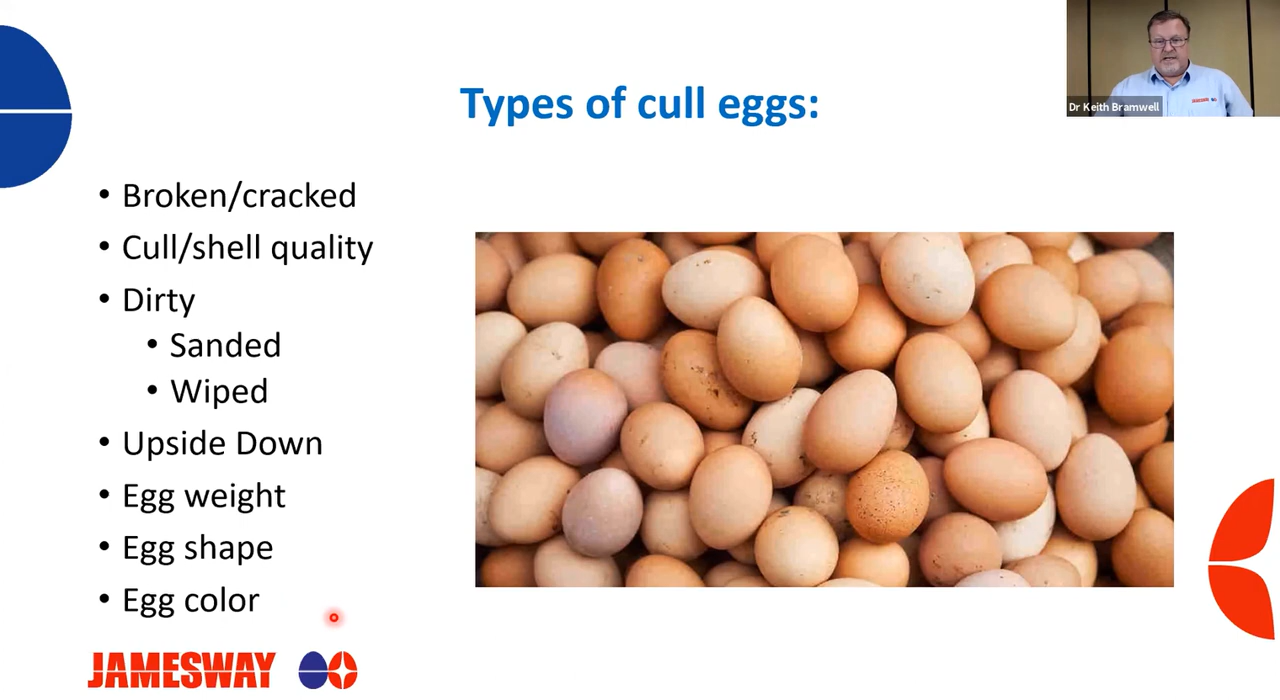 Types of cull eggs:
Dr Keith Bramwell
• Broken/cracked
• Cull/shell quality
• Dirty
• Sanded
• Wiped
• Upside Down
• Egg weight
• Egg shape
• Egg color
JAMESWAY